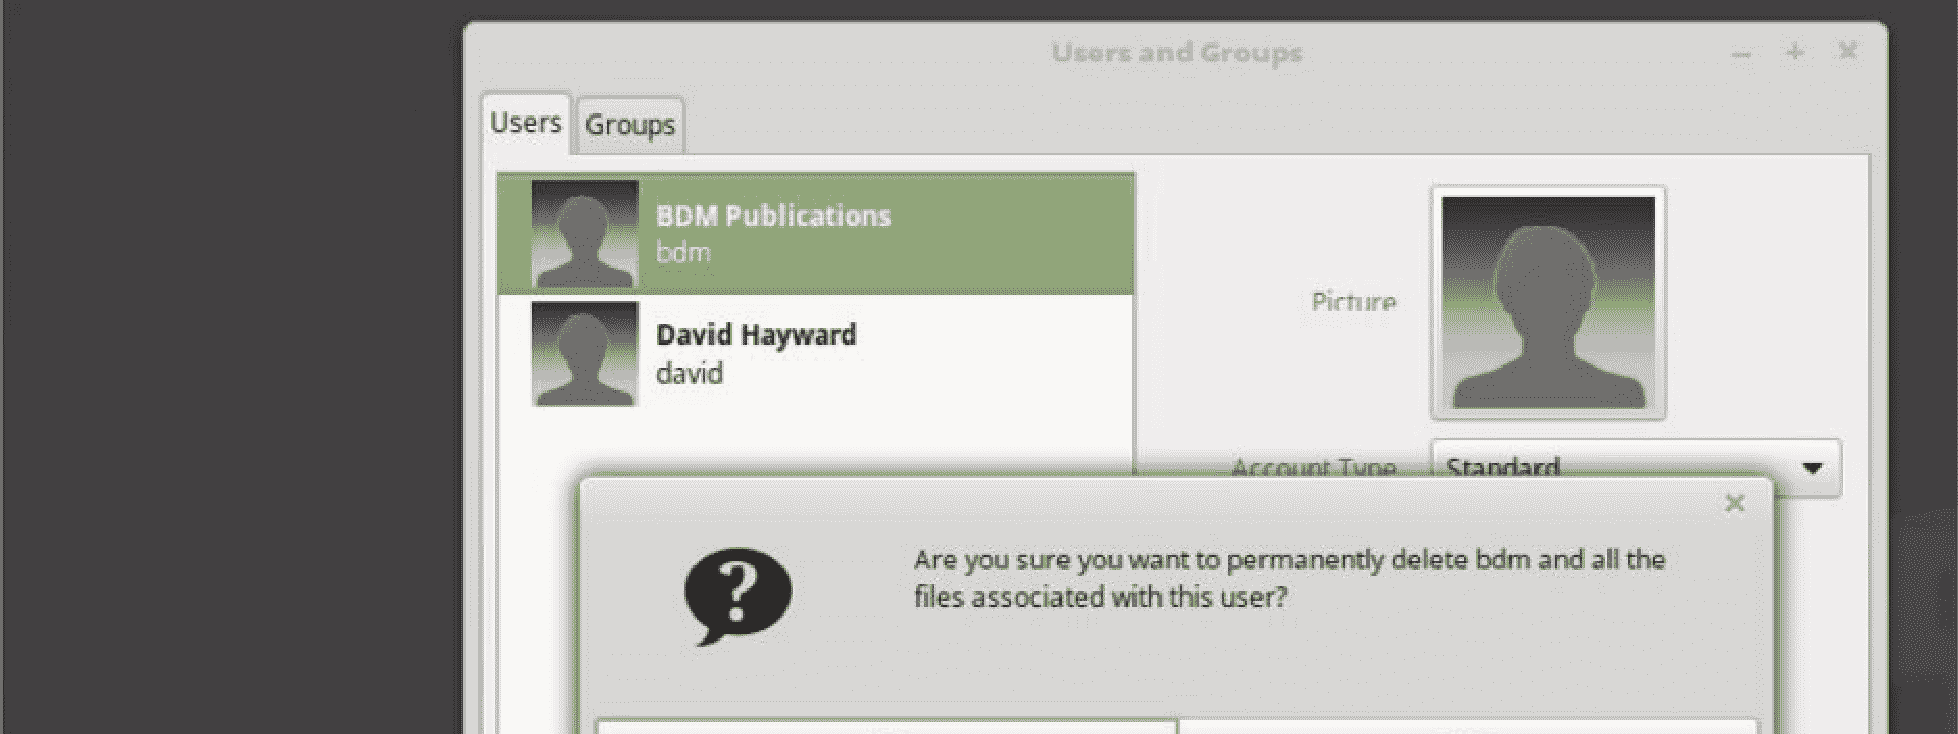 Users and Groups
Users
Groups
BDM Publications
bdm
David Hayward
david
Picture
Account Type
Standard
?
Are you sure you want to permanently delete bdm and all the
files associated with this user?